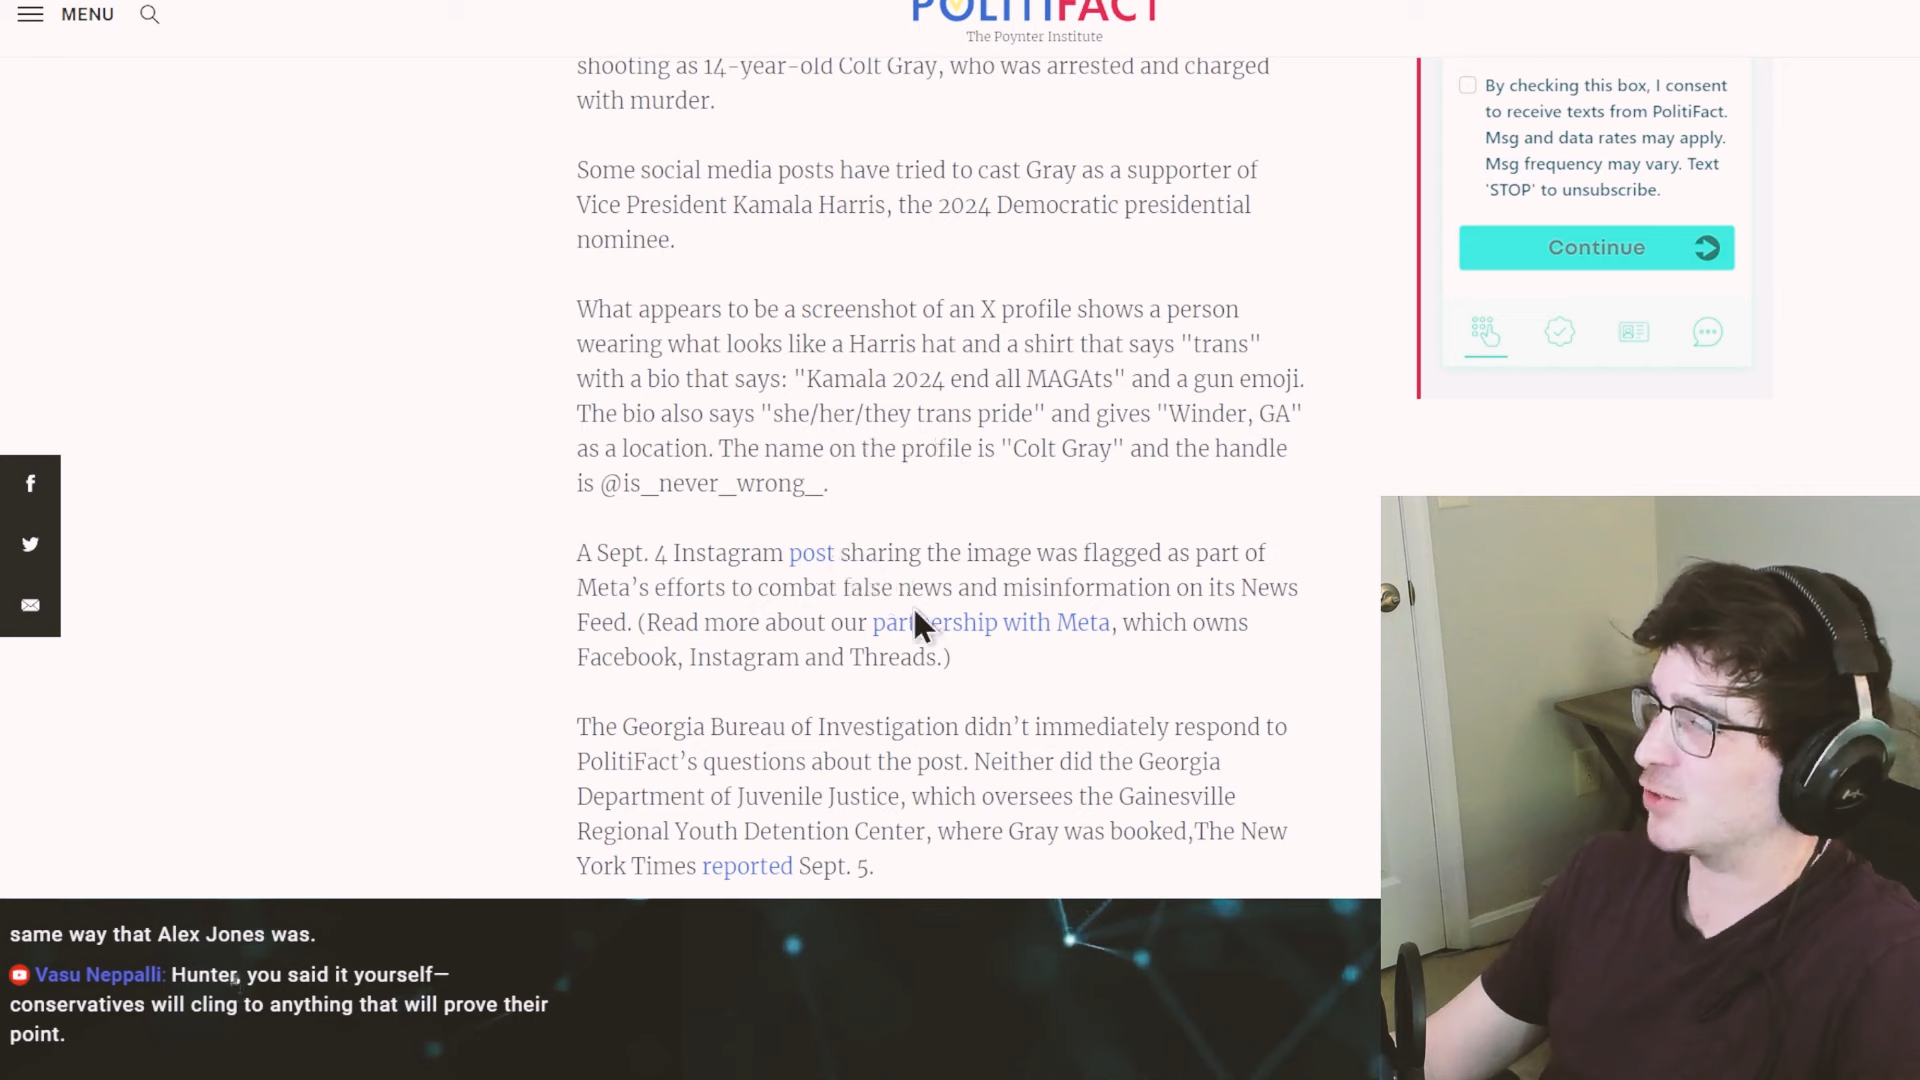 MENU
POLITIFACT
The Poynter Institute
shooting as 14-year-old Colt Gray, who was arrested and charged
with murder.
Some social media posts have tried to cast Gray as a supporter of
Vice President Kamala Harris, the 2024 Democratic presidential
nominee.
What appears to be a screenshot of an X profile shows a person
wearing what looks like a Harris hat and a shirt that says "trans"
with a bio that says: "Kamala 2024 end all MAGAts" and a gun emoji.
The bio also says "she/her/they trans pride" and gives "Winder, GA"
as a location. The name on the profile is "Colt Gray" and the handle
is @is_never_wrong_.
A Sept. 4 Instagram post sharing the image was flagged as part of
Meta’s efforts to combat false news and misinformation on its News
Feed. (Read more about our partnership with Meta, which owns
Facebook, Instagram and Threads.)
The Georgia Bureau of Investigation didn’t immediately respond to
PolitiFact’s questions about the post. Neither did the Georgia
Department of Juvenile Justice, which oversees the Gainesville
Regional Youth Detention Center, where Gray was booked,The New
York Times reported Sept. 5.
By checking this box, I consent
to receive texts from PolitiFact.
Msg and data rates may apply.
Msg frequency may vary. Text
'STOP' to unsubscribe.
Continue
same way that Alex Jones was.
Vasu Neppalli: Hunter, you said it yourself—
conservatives will cling to anything that will prove their
point.